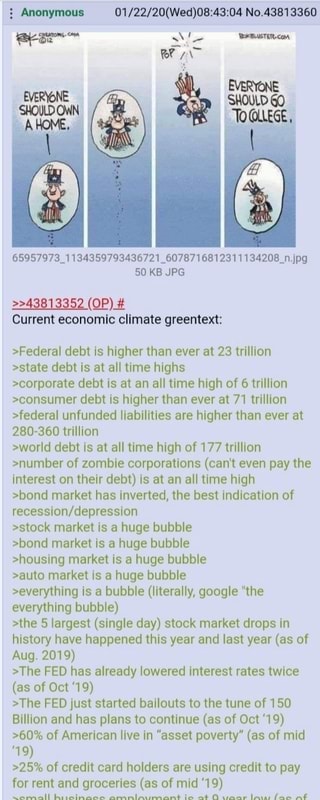 Anonymous 01/22/20(Wed)08:43:04 No.43813360
EVERYONE
SHOULD OWN
A HOME.
POP
EVERYONE
SHOULD GO
TO COLLEGE.
65957973_1134359793436721_6078716812311134208_n.jpg
50 KB JPG
>>43813352 (OP) #
Current economic climate greentext:
>Federal debt is higher than ever at 23 trillion
>state debt is at all time highs
>corporate debt is at an all time high of 6 trillion
>consumer debt is higher than ever at 71 trillion
>federal unfunded liabilities are higher than ever at
280-360 trillion
>world debt is at all time high of 177 trillion
>number of zombie corporations (can't even pay the
interest on their debt) is at an all time high
>bond market has inverted, the best indication of
recession/depression
>stock market is a huge bubble
>bond market is a huge bubble
>housing market is a huge bubble
>auto market is a huge bubble
>everything is a bubble (literally, google "the
everything bubble)
>the 5 largest (single day) stock market drops in
history have happened this year and last year (as of
Aug. 2019)
>The FED has already lowered interest rates twice
(as of Oct '19)
>The FED just started bailouts to the tune of 150
Billion and has plans to continue (as of Oct '19)
>60% of American live in "asset poverty" (as of mid
'19)
>25% of credit card holders are using credit to pay
for rent and groceries (as of mid '19)
>small business employment is at 9 year low (as of